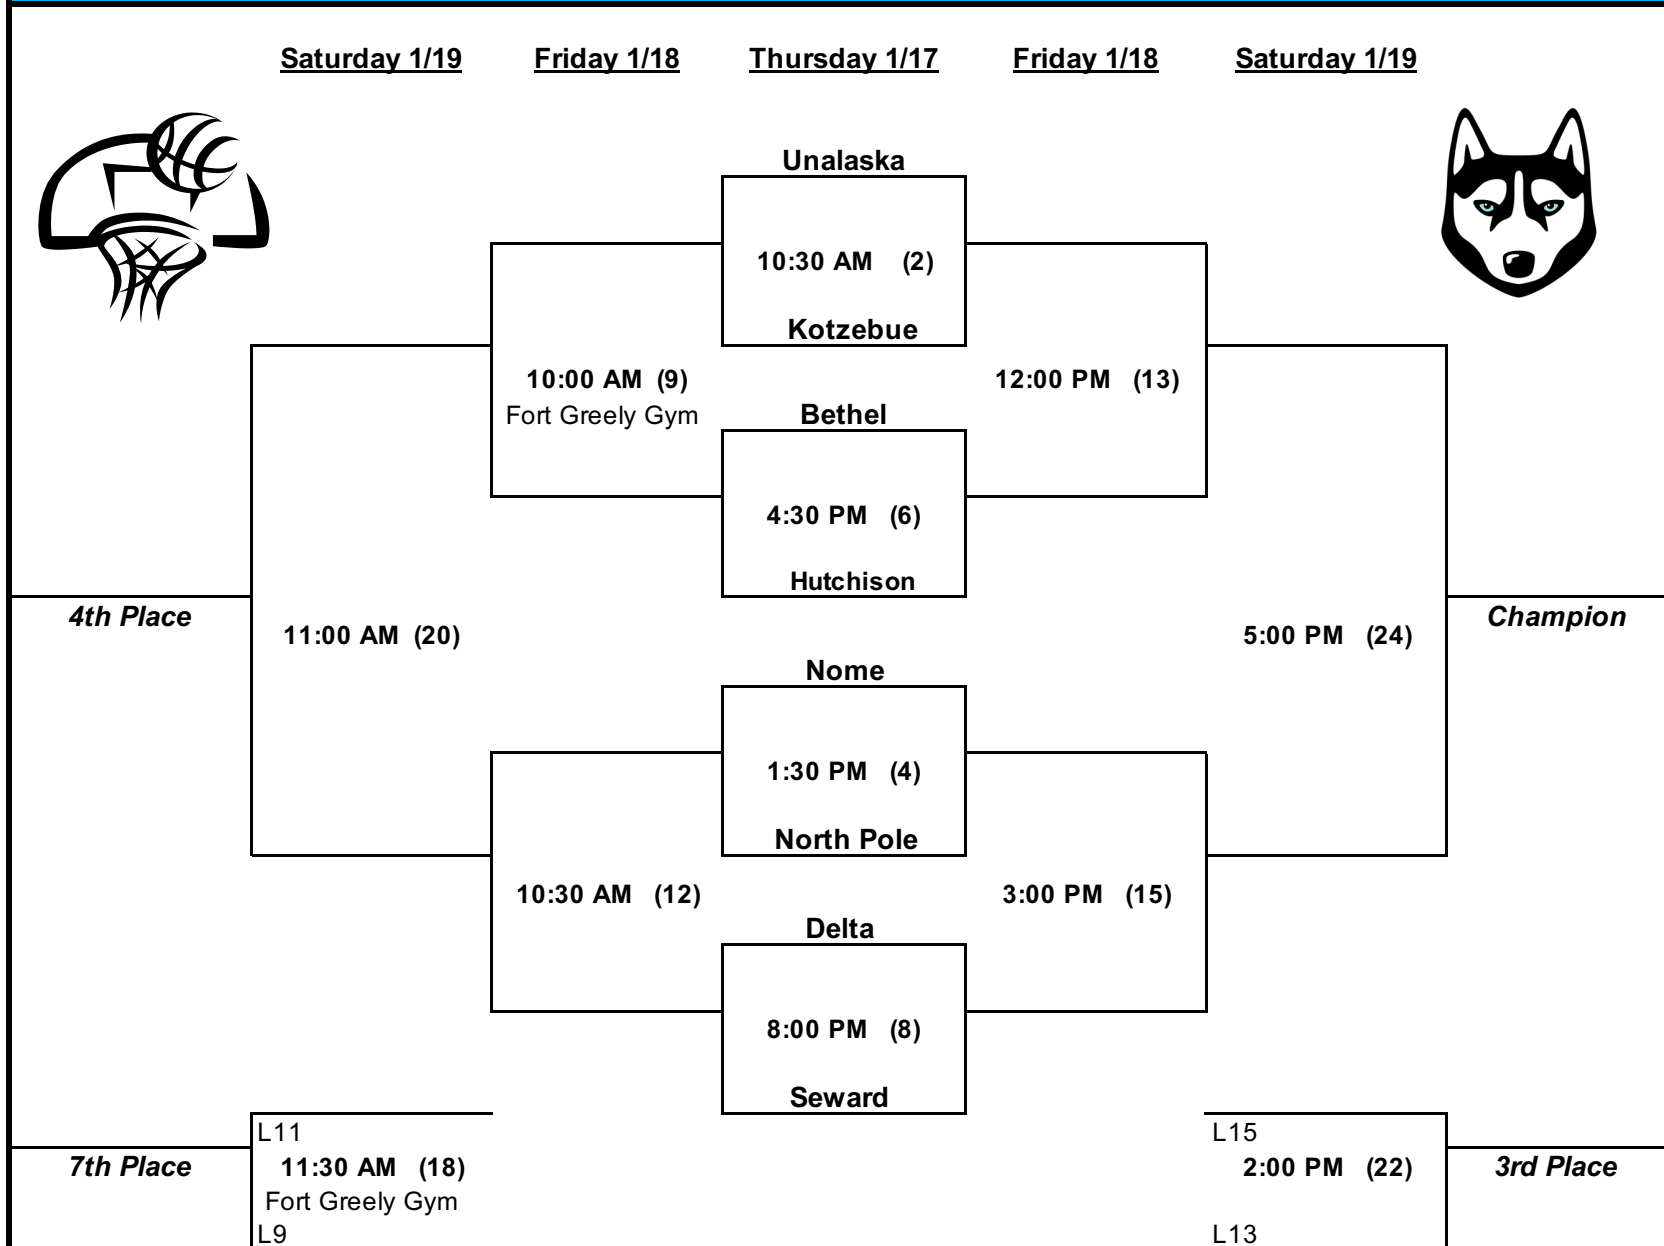 Saturday 1/19 Friday 1/18 Thursday 1/17 Friday 1/18 Saturday 1/19
Unalaska
10:30 AM (2)
Kotzebue
10:00 AM (9) 12:00 PM (13)
Fort Greely Gym Bethel
4:30 PM (6)
Hutchison
4th Place Champion
11:00 AM (20) 5:00 PM (24)
Nome
1:30 PM (4)
North Pole
10:30 AM (12) 3:00 PM (15)
Delta
8:00 PM (8)
Seward
L11 L15
7th Place 11:30 AM (18) 2:00 PM (22) 3rd Place
Fort Greely Gym
L9 L13